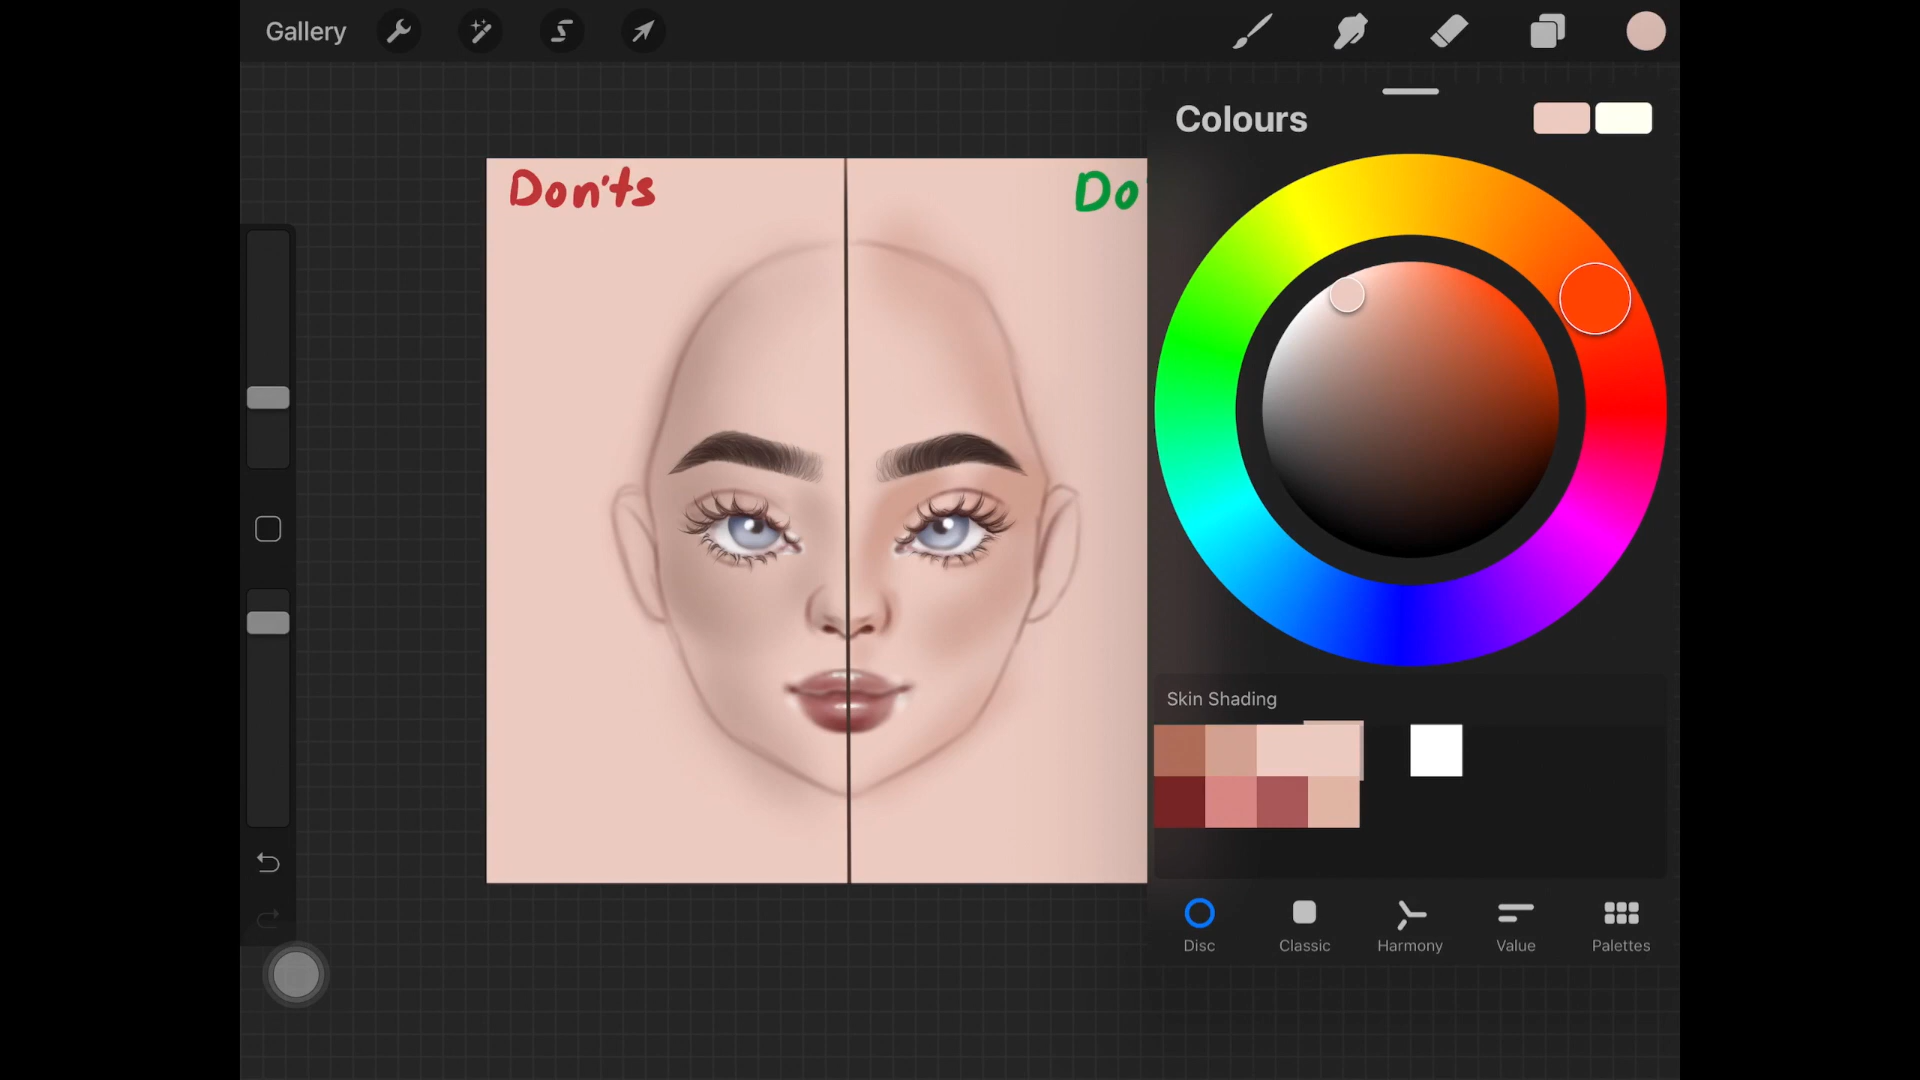 Gallery
Colours
Don'ts
Do
Skin Shading
Disc
Classic
Harmony
Value
Palettes